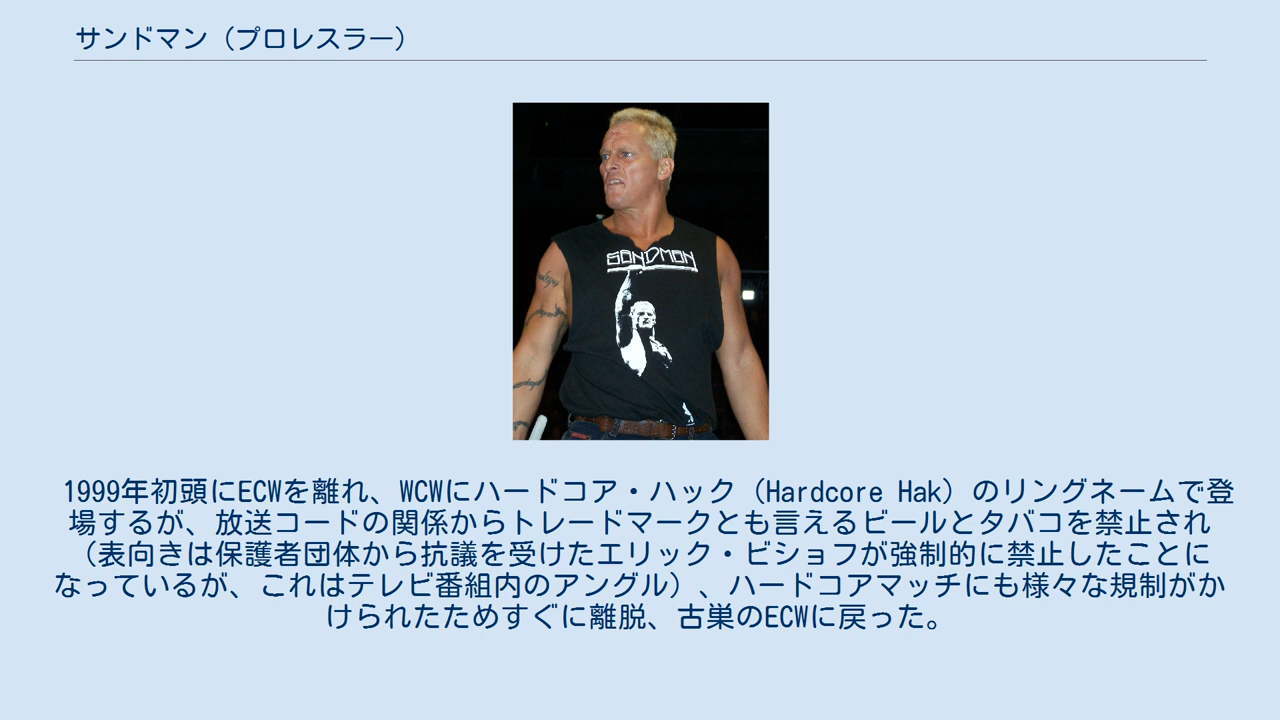 サンドマン（プロレスラー）
SANDMAN
1999年初頭にECWを離れ、WCWにハードコア・ハック（Hardcore Hak）のリングネームで登
場するが、放送コードの関係からトレードマークとも言えるビールとタバコを禁止され
（表向きは保護者団体から抗議を受けたエリック・ビショフが強制的に禁止したことに
なっているが、これはテレビ番組内のアングル）、ハードコアマッチにも様々な規制がか
けられたためすぐに離脱、古巣のECWに戻った。